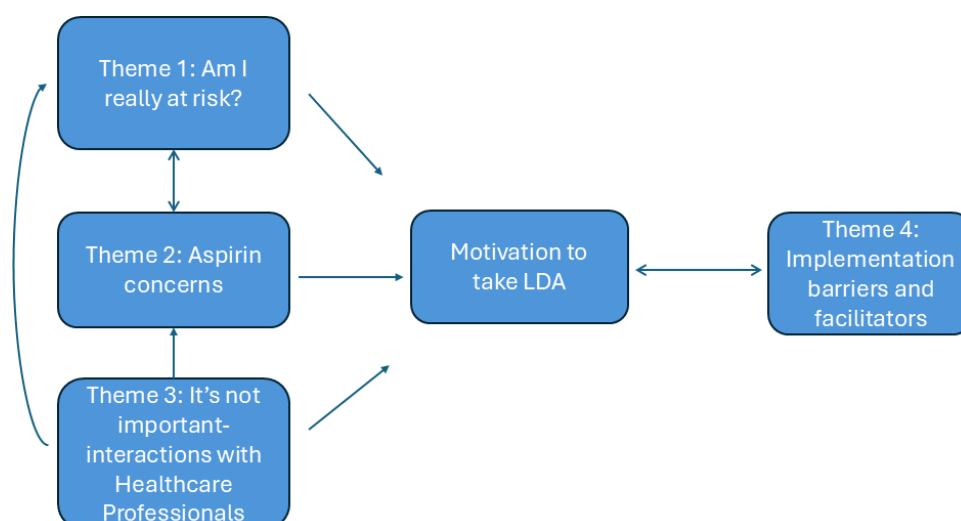 Theme 1: Am I
really at risk?
Theme 2: Aspirin
concerns
Theme 3: It’s not
important-
interactions with
Healthcare
Professionals
Motivation to
take LDA
Theme 4:
Implementation
barriers and
facilitators